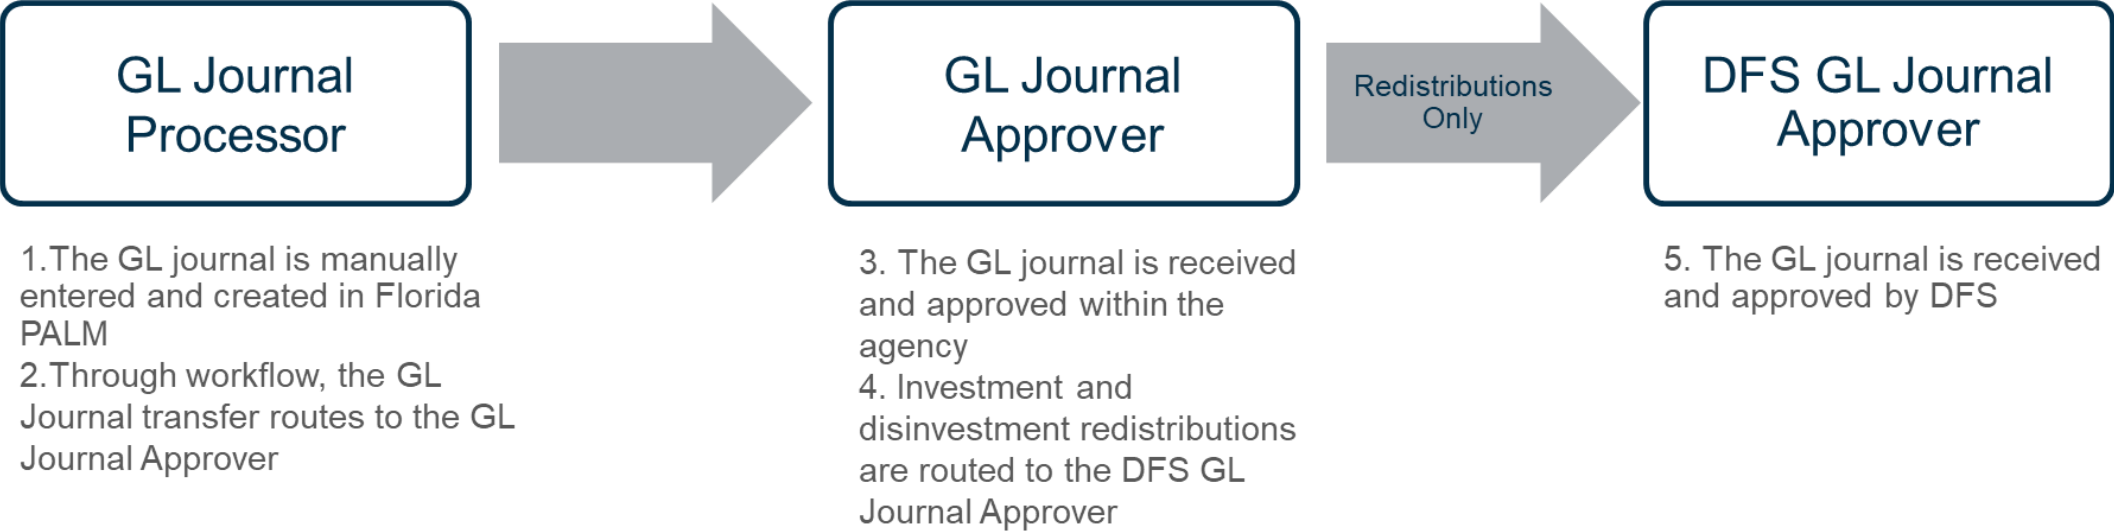 GL Journal
Processor
GL Journal
Approver
Redistributions
Only
DFS GL Journal
Approver
1.The GL journal is manually
entered and created in Florida
PALM
2.Through workflow, the GL
Journal transfer routes to the GL
Journal Approver
3. The GL journal is received
and approved within the
agency
4. Investment and
disinvestment redistributions
are routed to the DFS GL
Journal Approver
5. The GL journal is received
and approved by DFS